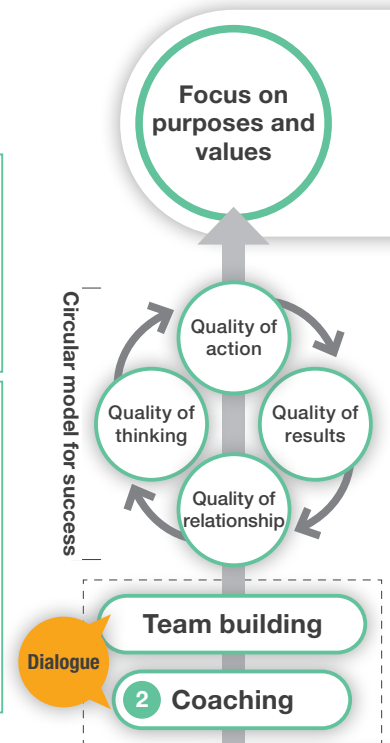 Focus on
purposes and
values
Circular model for success
Quality of
action
Quality of
thinking
Quality of
results
Quality of
relationship
Team building
Dialogue
2 Coaching